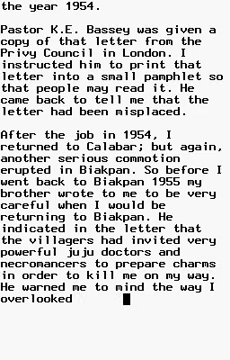 the year 1954.
Pastor K.E. Bassey was given a
copy of that letter from the
Privy Council in London. I
instructed him to print that
letter into a small pamphlet so
that people may read it. He
came back to tell me that the
letter had been misplaced.
After the job in 1954, I
returned to Calabar; but again,
another serious commotion
erupted in Biakpan. So before I
went back to Biakpan 1955 my
brother wrote to me to be very
careful when I would be
returning to Biakpan. He
indicated in the letter that
the villagers had invited very
powerful juju doctors and
necromancers to prepare charms
in order to kill me on my way.
He warned me to mind the way I
overlooked